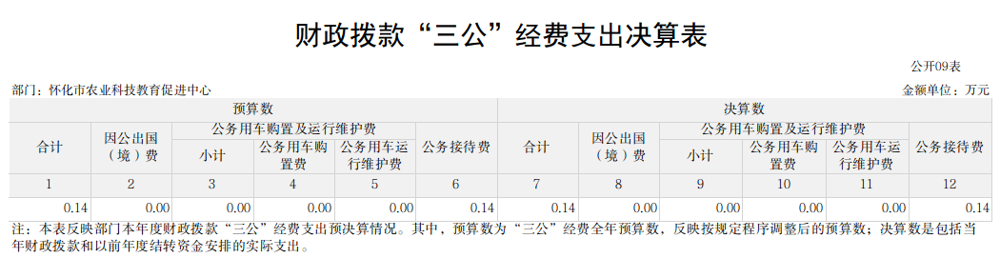 财政拨款“三公”经费支出决算表
公开09表
部门：怀化市农业科技教育促进中心 金额单位：万元
预算数 决算数
合计 因公出国（境）费 公务用车购置及运行维护费 公务接待费 合计 因公出国（境）费 公务用车购置及运行维护费 公务接待费
小计 公务用车购置费 公务用车运行维护费 小计 公务用车购置费 公务用车运行维护费
1 2 3 4 5 6 7 8 9 10 11 12
0.14 0.00 0.00 0.00 0.00 0.14 0.14 0.00 0.00 0.00 0.00 0.14
注：本表反映部门本年度财政拨款“三公”经费支出预决算情况。其中，预算数为“三公”经费全年预算数，反映按规定程序调整后的预算数；决算数是包括当
年财政拨款和以前年度结转资金安排的实际支出。